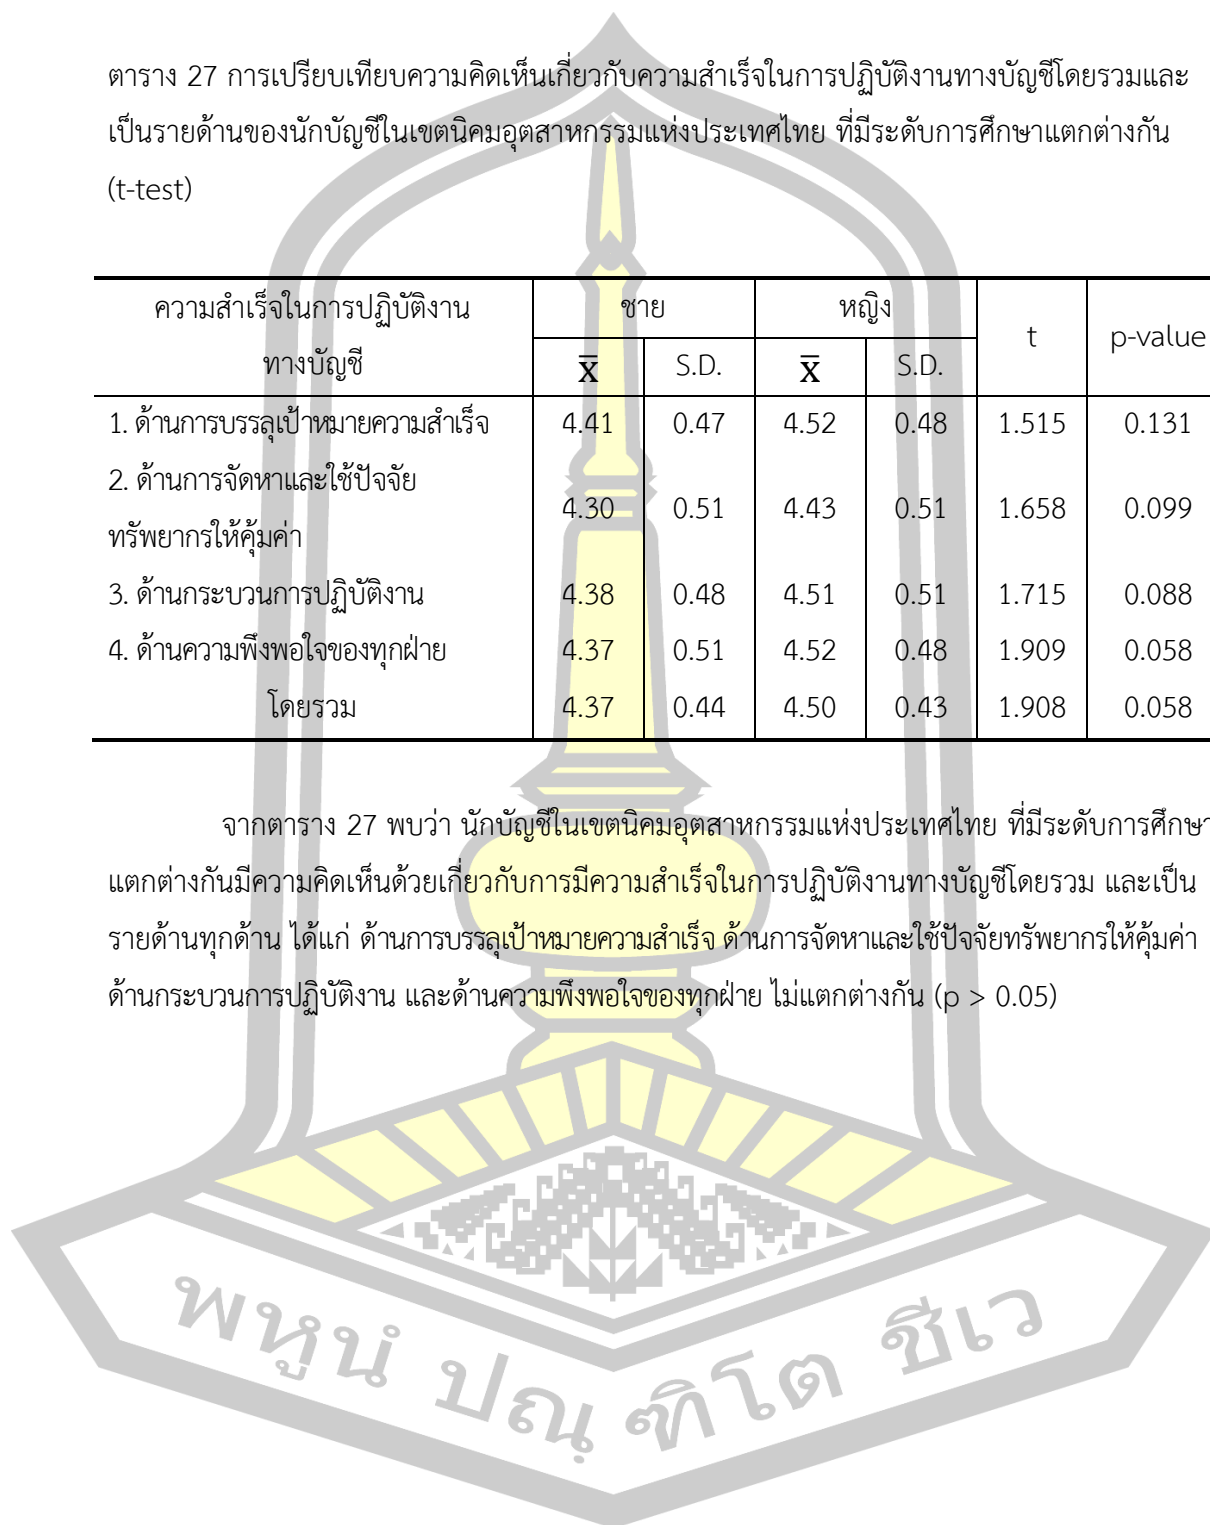 ตาราง 27 การเปรียบเทียบความคิดเห็นเกี่ยวกับความสำเร็จในการปฏิบัติงานทางบัญชีโดยรวมและ
เป็นรายด้านของนักบัญชีในเขตนิคมอุตสาหกรรมแห่งประเทศไทย ที่มีระดับการศึกษาแตกต่างกัน
(t-test)
ความสำเร็จในการปฏิบัติงาน ชาย หญิง t p-value
ทางบัญชี x̄ S.D. x̄ S.D.
1. ด้านการบรรลุเป้าหมายความสำเร็จ 4.41 0.47 4.52 0.48 1.515 0.131
2. ด้านการจัดหาและใช้ปัจจัย
ทรัพยากรให้คุ้มค่า 4.30 0.51 4.43 0.51 1.658 0.099
3. ด้านกระบวนการปฏิบัติงาน 4.38 0.48 4.51 0.51 1.715 0.088
4. ด้านความพึงพอใจของทุกฝ่าย 4.37 0.51 4.52 0.48 1.909 0.058
โดยรวม 4.37 0.44 4.50 0.43 1.908 0.058
จากตาราง 27 พบว่า นักบัญชีในเขตนิคมอุตสาหกรรมแห่งประเทศไทย ที่มีระดับการศึกษา
แตกต่างกันมีความคิดเห็นด้วยเกี่ยวกับการมีความสำเร็จในการปฏิบัติงานทางบัญชีโดยรวม และเป็น
รายด้านทุกด้าน ได้แก่ ด้านการบรรลุเป้าหมายความสำเร็จ ด้านการจัดหาและใช้ปัจจัยทรัพยากรให้คุ้มค่า
ด้านกระบวนการปฏิบัติงาน และด้านความพึงพอใจของทุกฝ่าย ไม่แตกต่างกัน (p > 0.05)
พหูนํ ปณฺ ฑิโต ชีเว